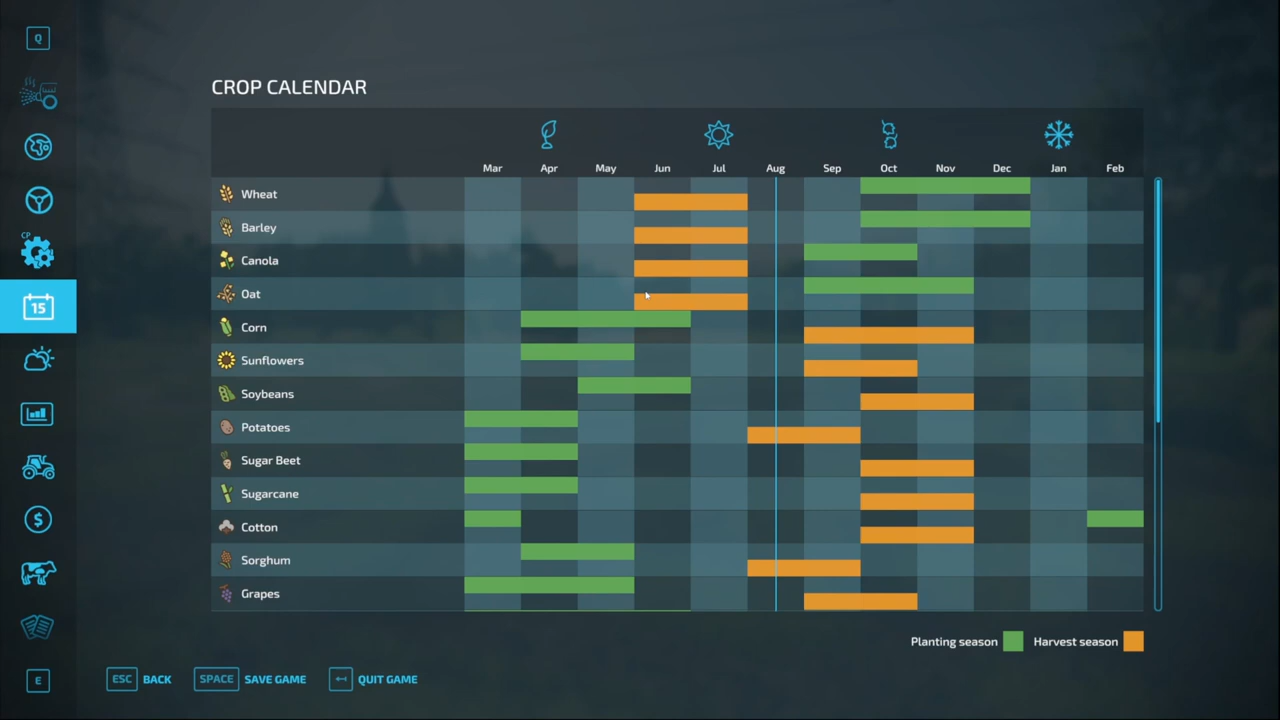 Q
CROP CALENDAR
Mar Apr May Jun Jul Aug Sep Oct Nov Dec Jan Feb
Wheat
Barley
CP
Canola
Oat
15
Corn
Sunflowers
Soybeans
Potatoes
Sugar Beet
Sugarcane
$
Cotton
Sorghum
Grapes
Planting season Harvest season
E
ESC BACK SPACE SAVE GAME QUIT GAME